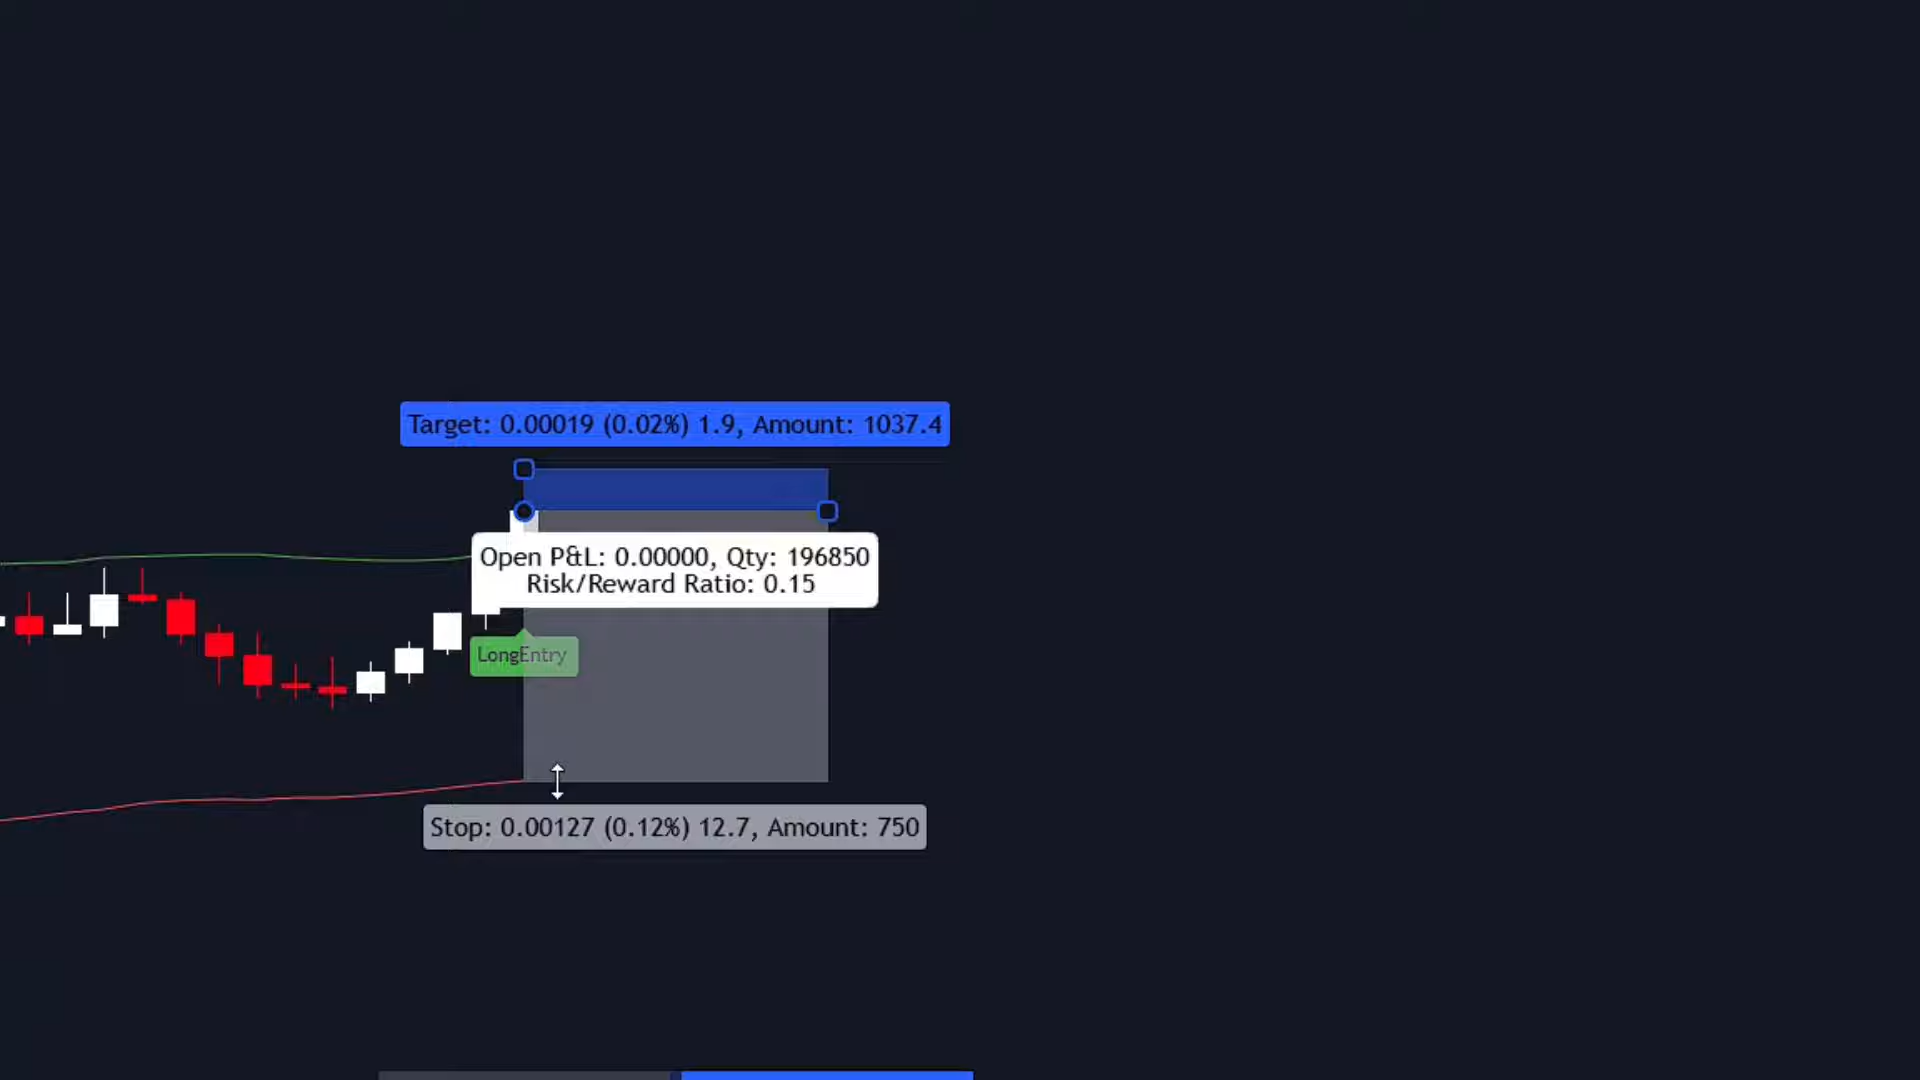 Target: 0.00019 (0.02%) 1.9, Amount: 1037.4
Open P&L: 0.00000, Qty: 196850
Risk/Reward Ratio: 0.15
LongEntry
Stop: 0.00127 (0.12%) 12.7, Amount: 750